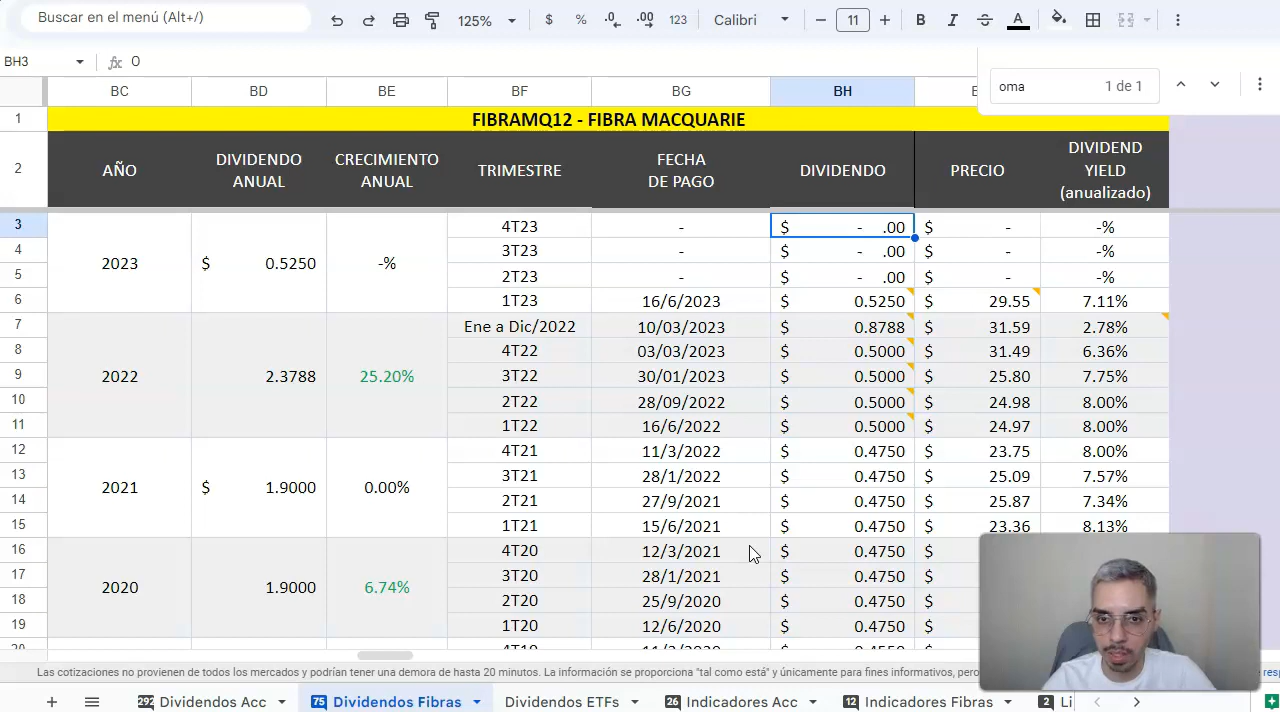 Buscar en el menú (Alt+/)
125%
$ % .0 .00 123
Calibri
11
B I A
BH3
fx 0
oma 1 de 1
BC BD BE BF BG BH
1 FIBRAMQ12 - FIBRA MACQUARIE
2 AÑO DIVIDENDO ANUAL CRECIMIENTO ANUAL TRIMESTRE FECHA DE PAGO DIVIDENDO PRECIO DIVIDEND YIELD (anualizado)
3 4T23 - $ - .00 $ - -%
4 2023 $ 0.5250 -% 3T23 - $ - .00 $ - -%
5 2T23 - $ - .00 $ - -%
6 1T23 16/6/2023 $ 0.5250 $ 29.55 7.11%
7 Ene a Dic/2022 10/03/2023 $ 0.8788 $ 31.59 2.78%
8 4T22 03/03/2023 $ 0.5000 $ 31.49 6.36%
9 2022 2.3788 25.20% 3T22 30/01/2023 $ 0.5000 $ 25.80 7.75%
10 2T22 28/09/2022 $ 0.5000 $ 24.98 8.00%
11 1T22 16/6/2022 $ 0.5000 $ 24.97 8.00%
12 4T21 11/3/2022 $ 0.4750 $ 23.75 8.00%
13 2021 $ 1.9000 0.00% 3T21 28/1/2022 $ 0.4750 $ 25.09 7.57%
14 2T21 27/9/2021 $ 0.4750 $ 25.87 7.34%
15 1T21 15/6/2021 $ 0.4750 $ 23.36 8.13%
16 4T20 12/3/2021 $ 0.4750
17 2020 1.9000 6.74% 3T20 28/1/2021 $ 0.4750
18 2T20 25/9/2020 $ 0.4750
19 1T20 12/6/2020 $ 0.4750
Las cotizaciones no provienen de todos los mercados y podrían tener una demora de hasta 20 minutos. La información se proporciona "tal como está" y únicamente para fines informativos, pero
292 Dividendos Acc 75 Dividendos Fibras Dividendos ETFs 26 Indicadores Acc 12 Indicadores Fibras 2 Li